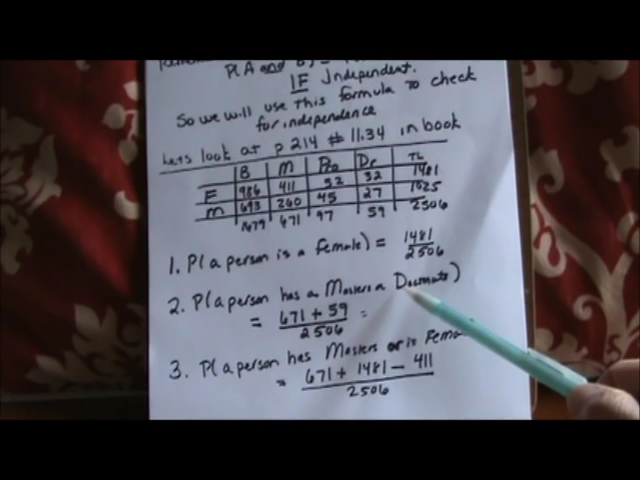 P(A and B) =
IF Independent.
So we will use this formula to check
for independence
Lets look at p 214 # 11.34 in book
B M Pro Dr TL
F 986 411 52 32 1481
M 693 260 45 27 1025
1679 671 97 59 2506
1. P(a person is a female) = 1481/2506
2. P(a person has a Masters Doctorate)
= 671 + 59 / 2506 =
3. P(a person has Masters or is Fema
= 671 + 1481 - 411 / 2506